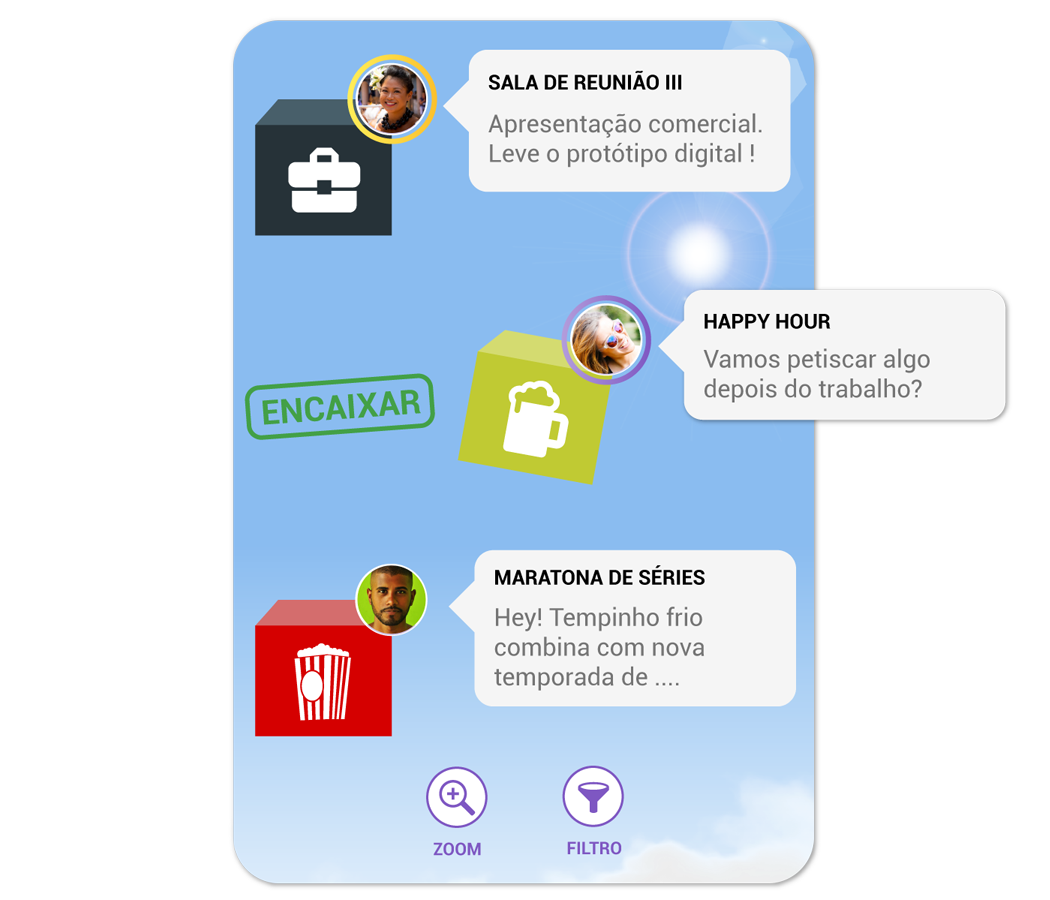 SALA DE REUNIÃO III
Apresentação comercial.
Leve o protótipo digital !
HAPPY HOUR
Vamos petiscar algo
depois do trabalho?
ENCAIXAR
MARATONA DE SÉRIES
Hey! Tempinho frio
combina com nova
temporada de ....
ZOOM
FILTRO